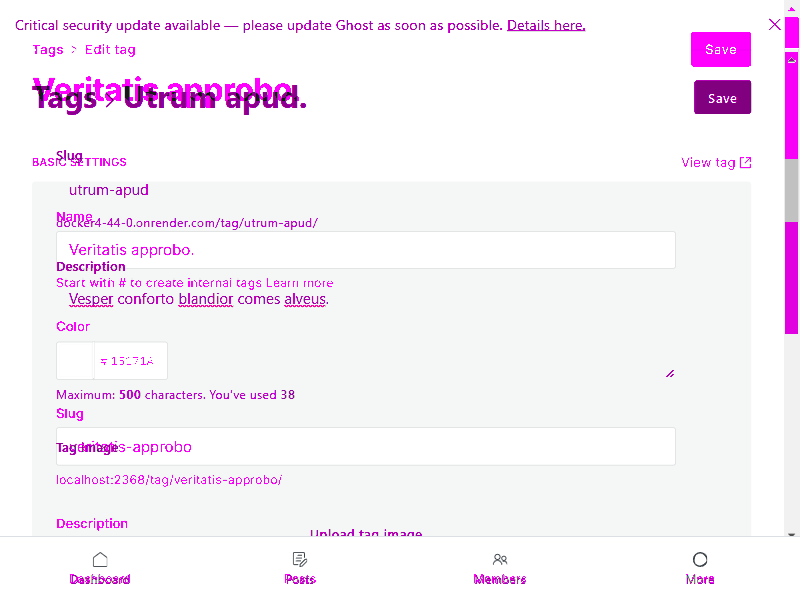 Critical security update available — please update Ghost as soon as possible. Details here.
Tags > Edit tag
Save
Veritatis approbo.
Tags > Utrum apud.
Save
Slug
BASIC SETTINGS
View tag
utrum-apud
Name
docker4-44-0.onrender.com/tag/utrum-apud/
Veritatis approbo.
Description
Start with # to create internal tags Learn more
Vesper conforto blandior comes alveus.
Color
# 15171A
Maximum: 500 characters. You've used 38
Slug
veritatis-approbo
Tag image
localhost:2368/tag/veritatis-approbo/
Description
Upload tag image
Dashboard
Dashboard
Posts
Posts
Members
Members
More
More